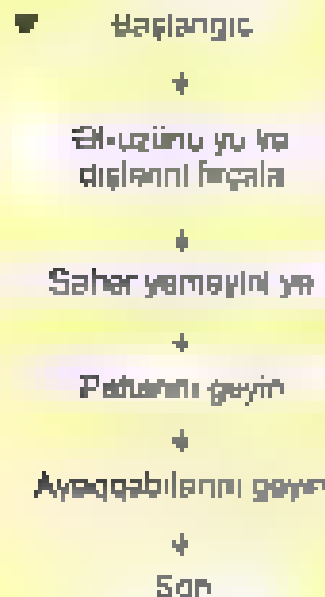 Başlanğıc
Əl-üzünü yu və
dişlərini fırçala
Səhər yeməyini ye
Paltarını geyin
Ayaqqabılarını geyin
Son